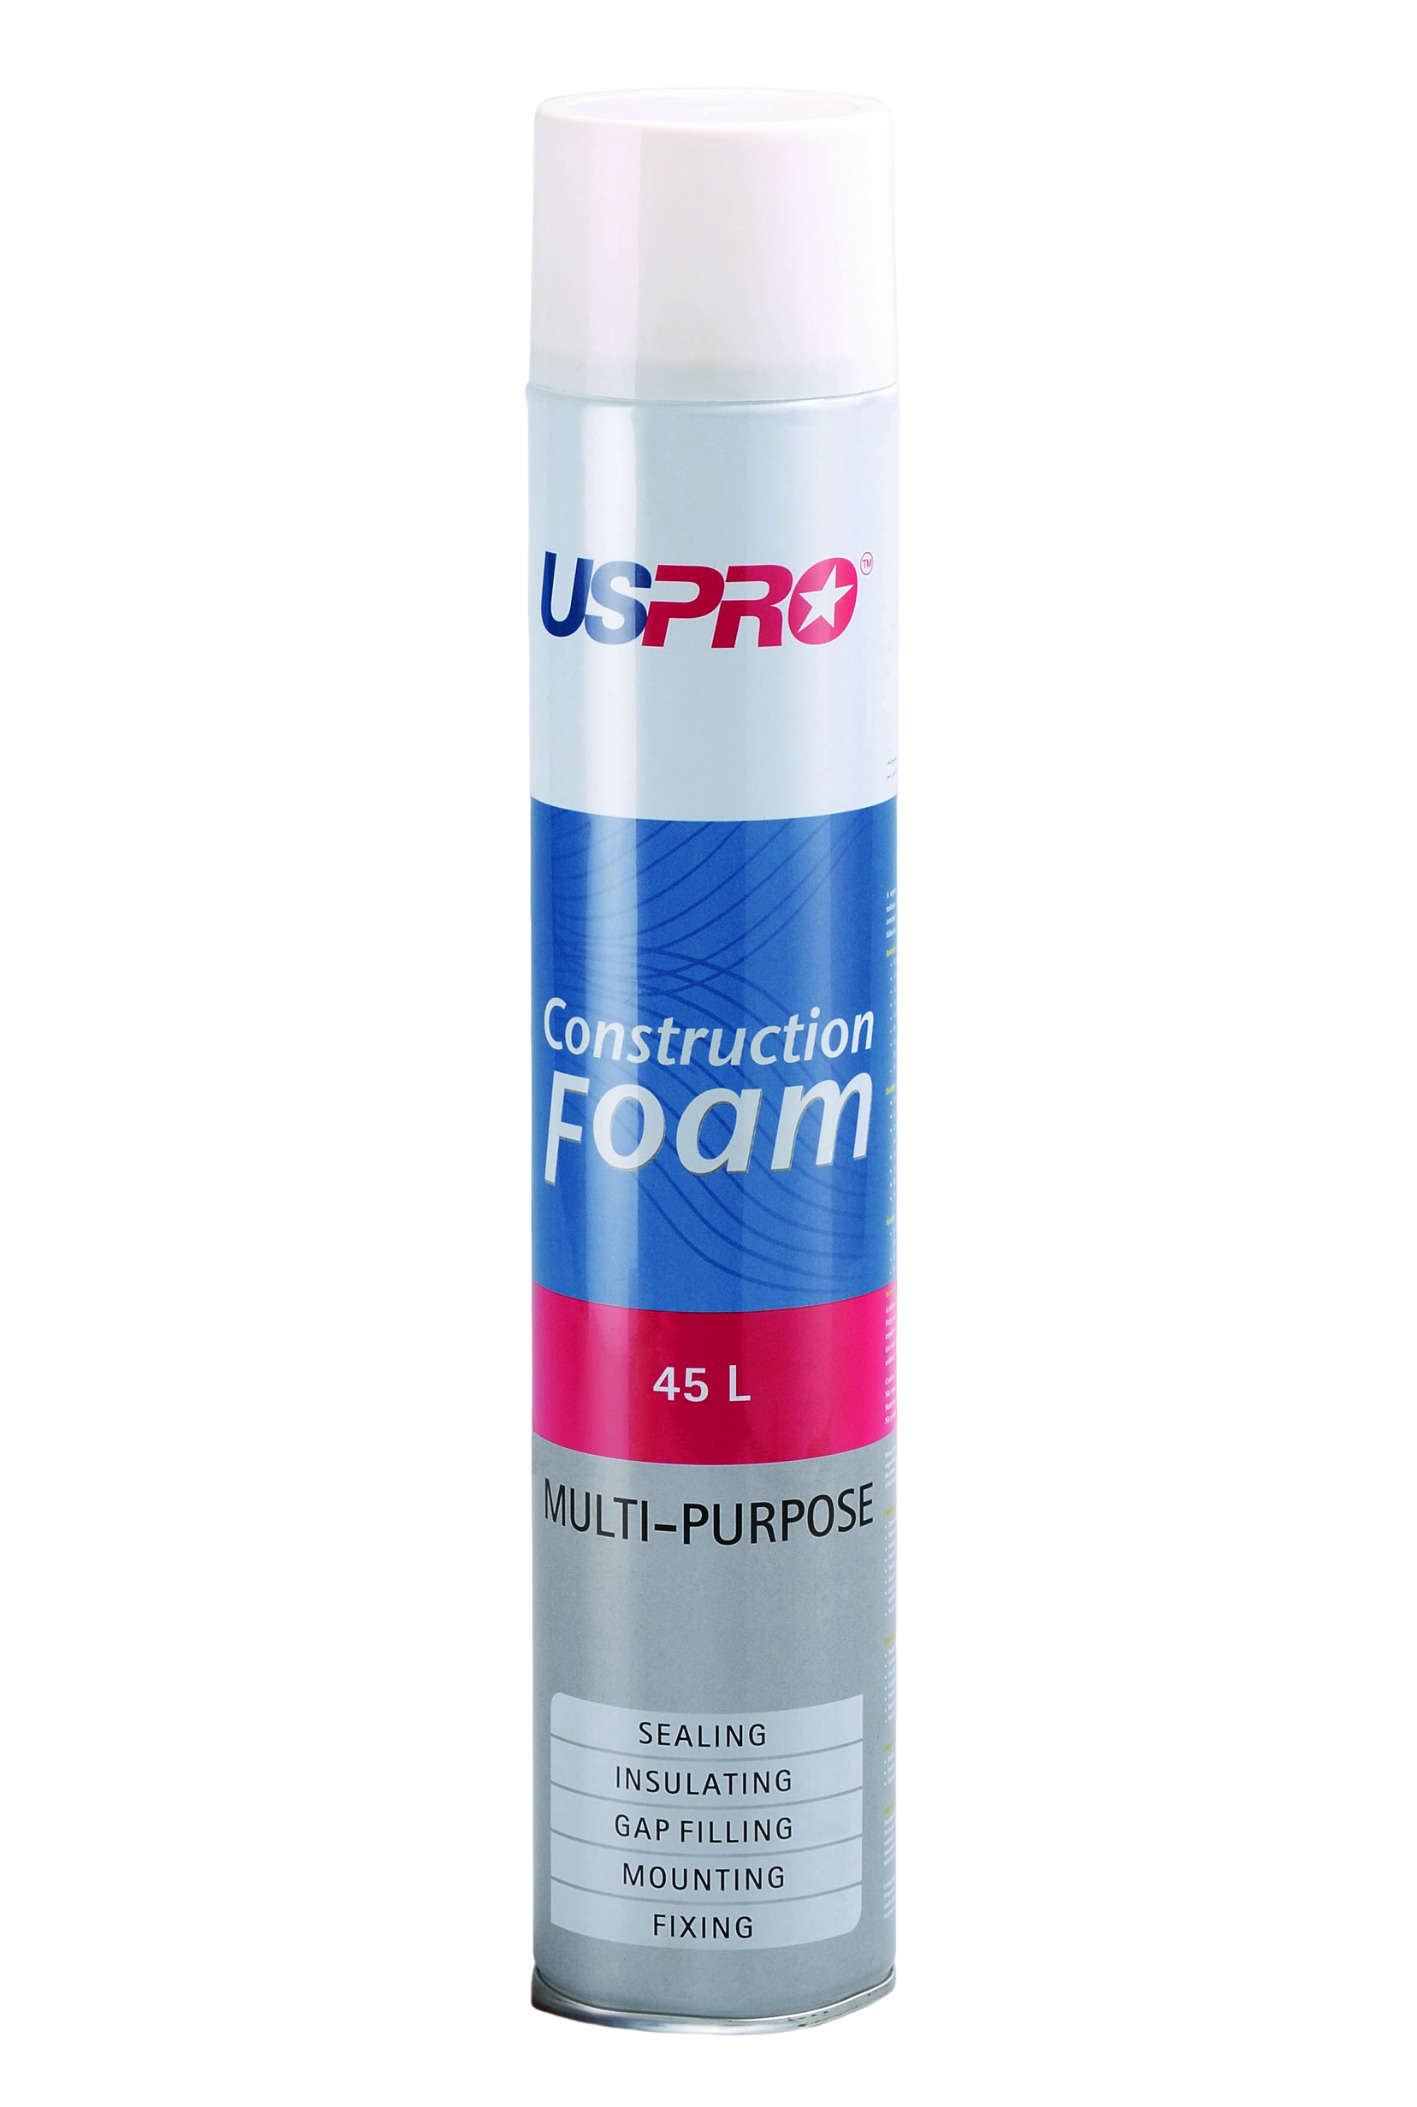 USPRO TM
Construction
Foam
45 L
MULTI-PURPOSE
SEALING
INSULATING
GAP FILLING
MOUNTING
FIXING